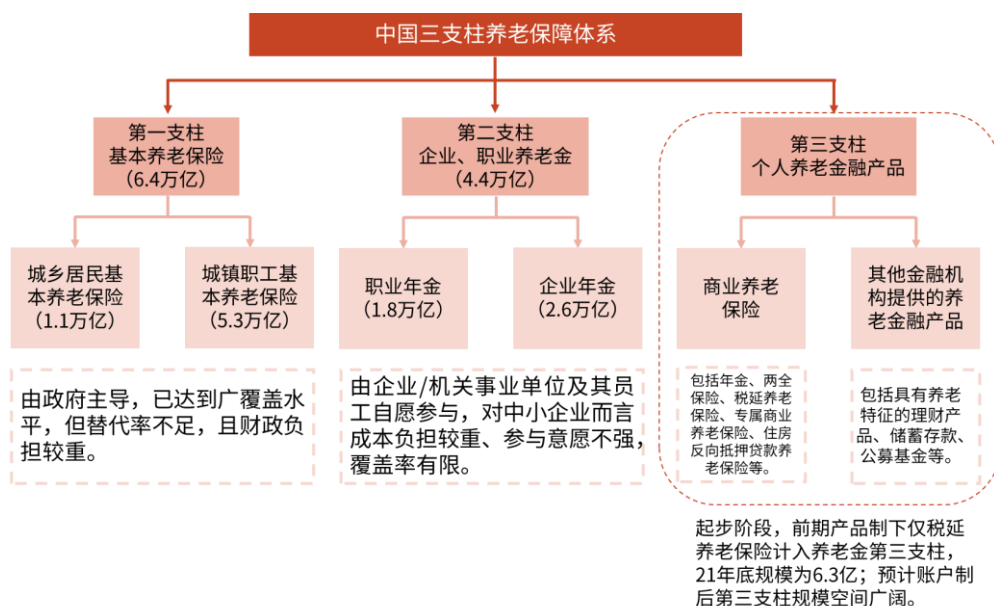 中国三支柱养老保障体系
第一支柱
基本养老保险
（6.4万亿）
第二支柱
企业、职业养老金
（4.4万亿）
第三支柱
个人养老金融产品
城乡居民基
本养老保险
（1.1万亿）
城镇职工基
本养老保险
（5.3万亿）
职业年金
（1.8万亿）
企业年金
（2.6万亿）
商业养老
保险
其他金融机
构提供的养
老金融产品
由政府主导，已达到广覆盖水
平，但替代率不足，且财政负
担较重。
由企业/机关事业单位及其员
工自愿参与，对中小企业而言
成本负担较重、参与意愿不强，
覆盖率有限。
包括年金、两全
保险、税延养老
保险、专属商业
养老保险、住房
反向抵押贷款养
老保险等。
包括具有养老
特征的理财产
品、储蓄存款、
公募基金等。
起步阶段，前期产品制下仅税延
养老保险计入养老金第三支柱，
21年底规模为6.3亿；预计账户制
后第三支柱规模空间广阔。